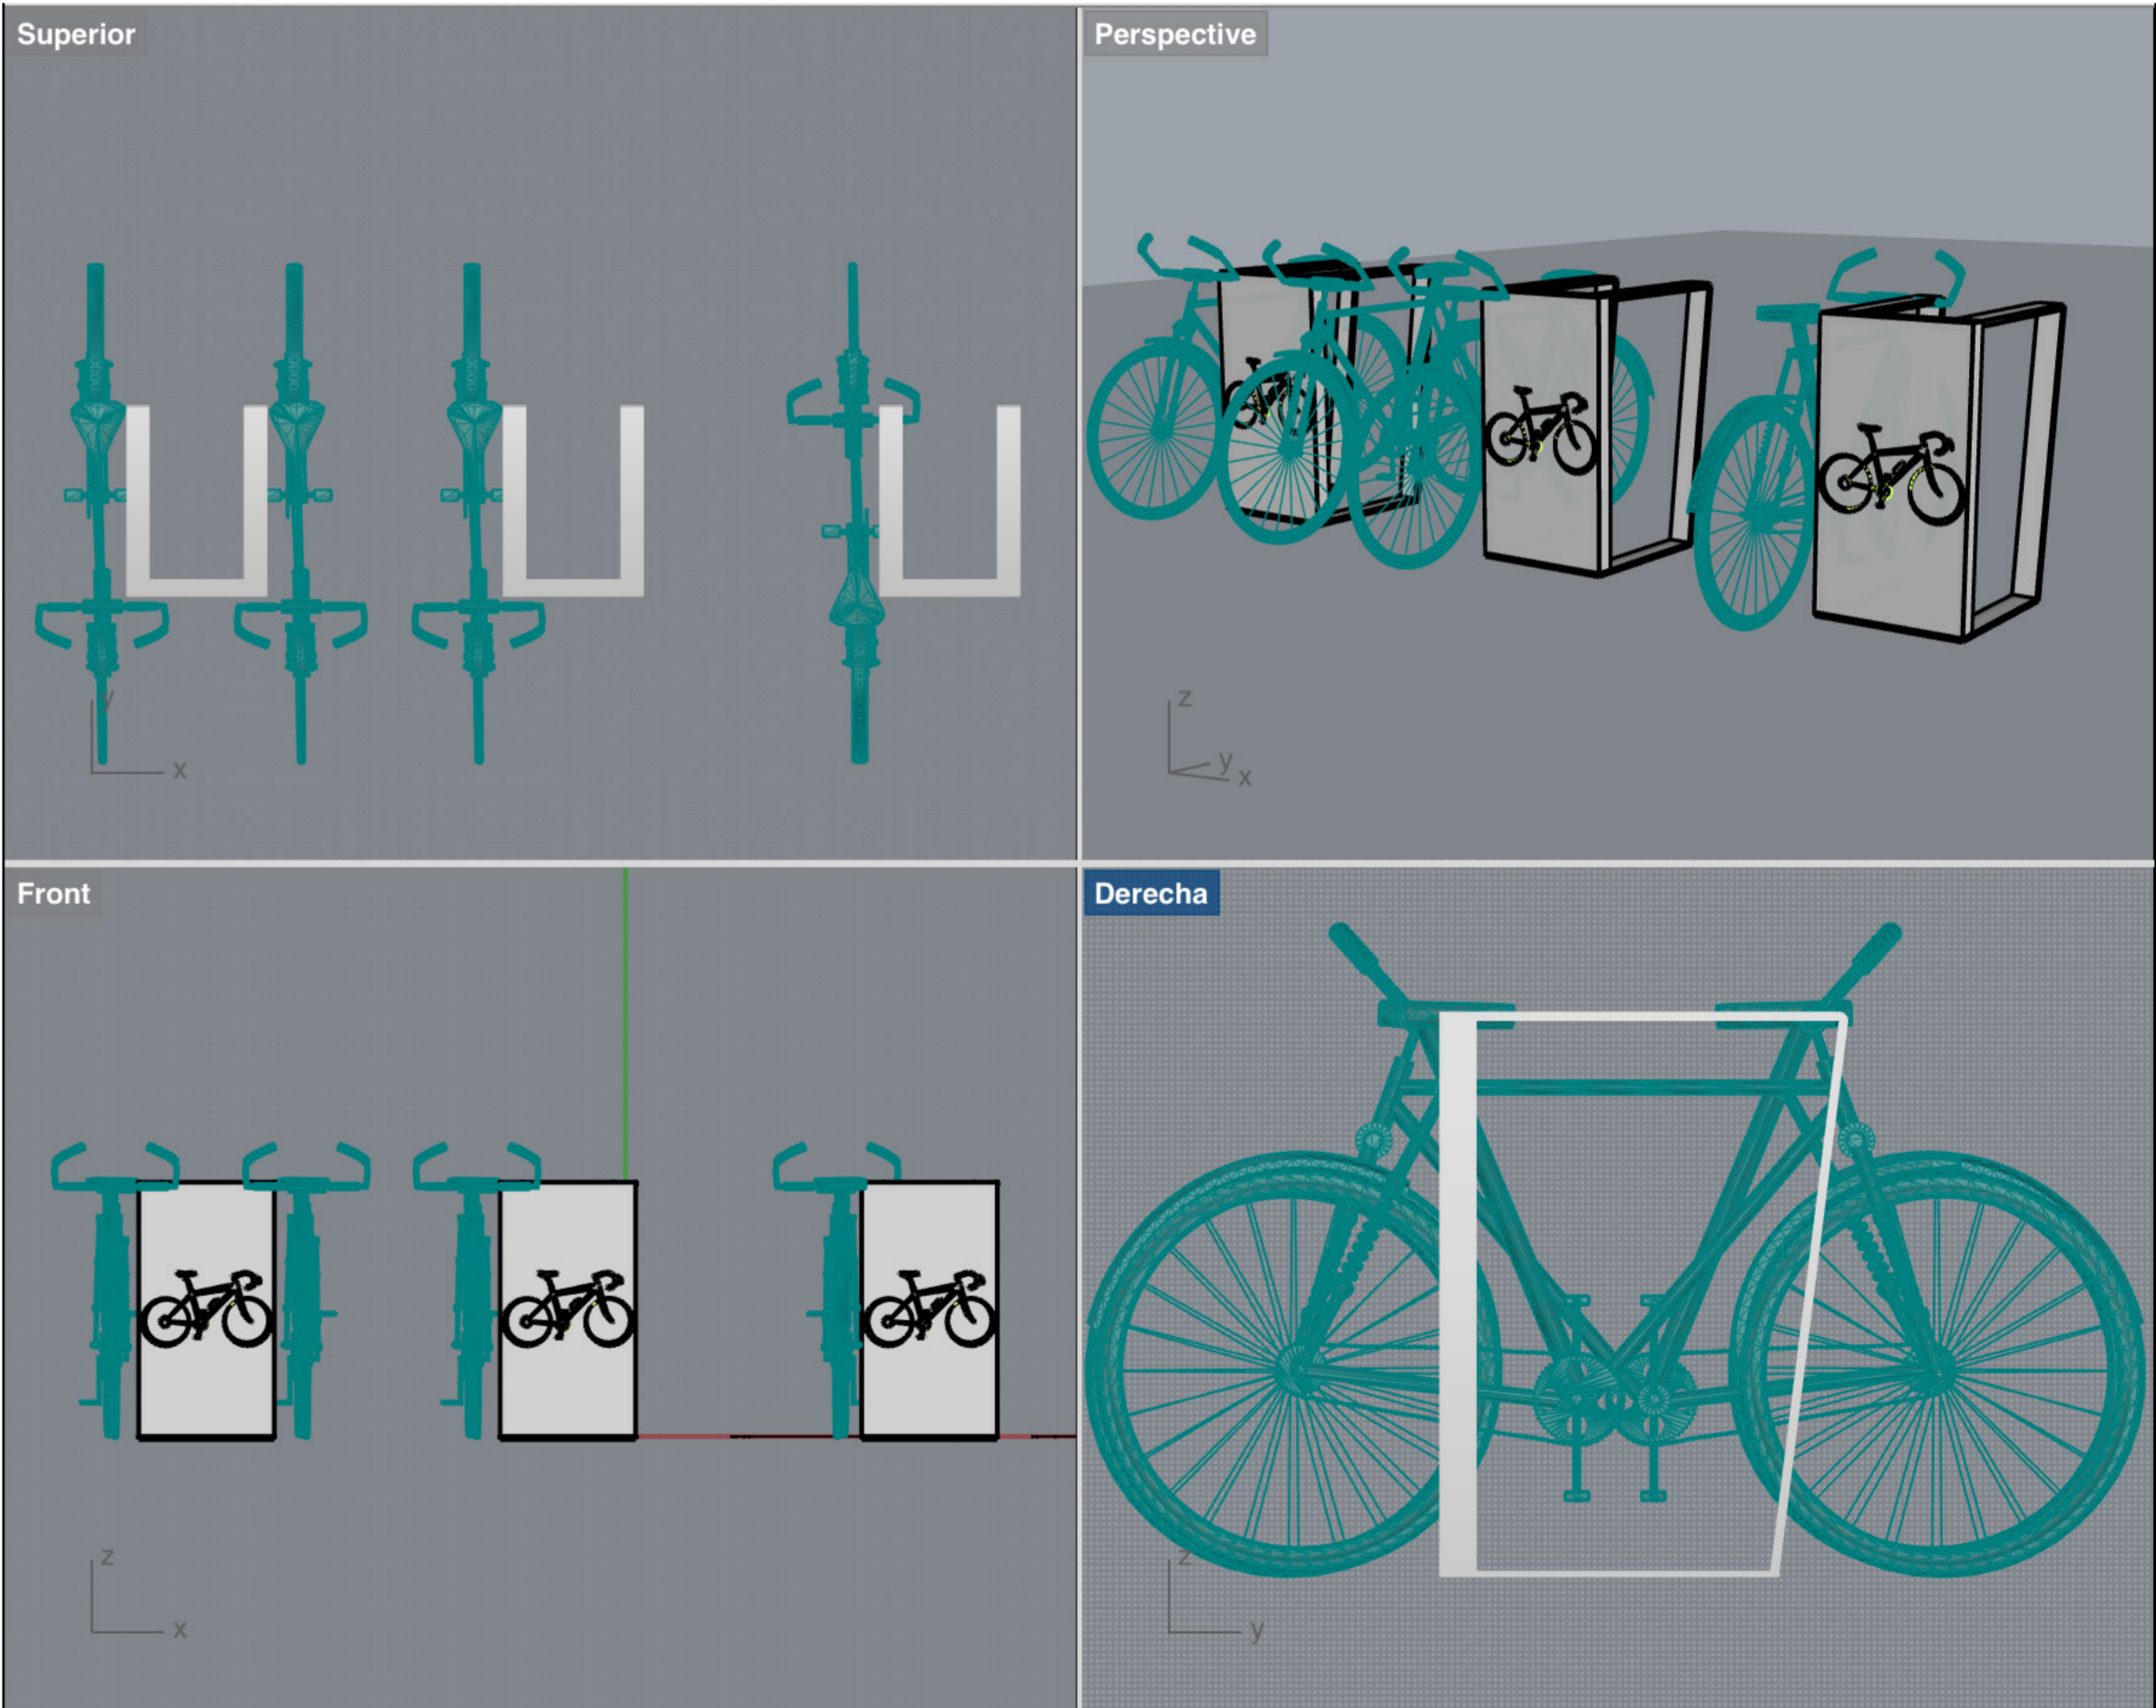 Superior
Perspective
y
x
z
y
x
Front
Derecha
z
x
z
y